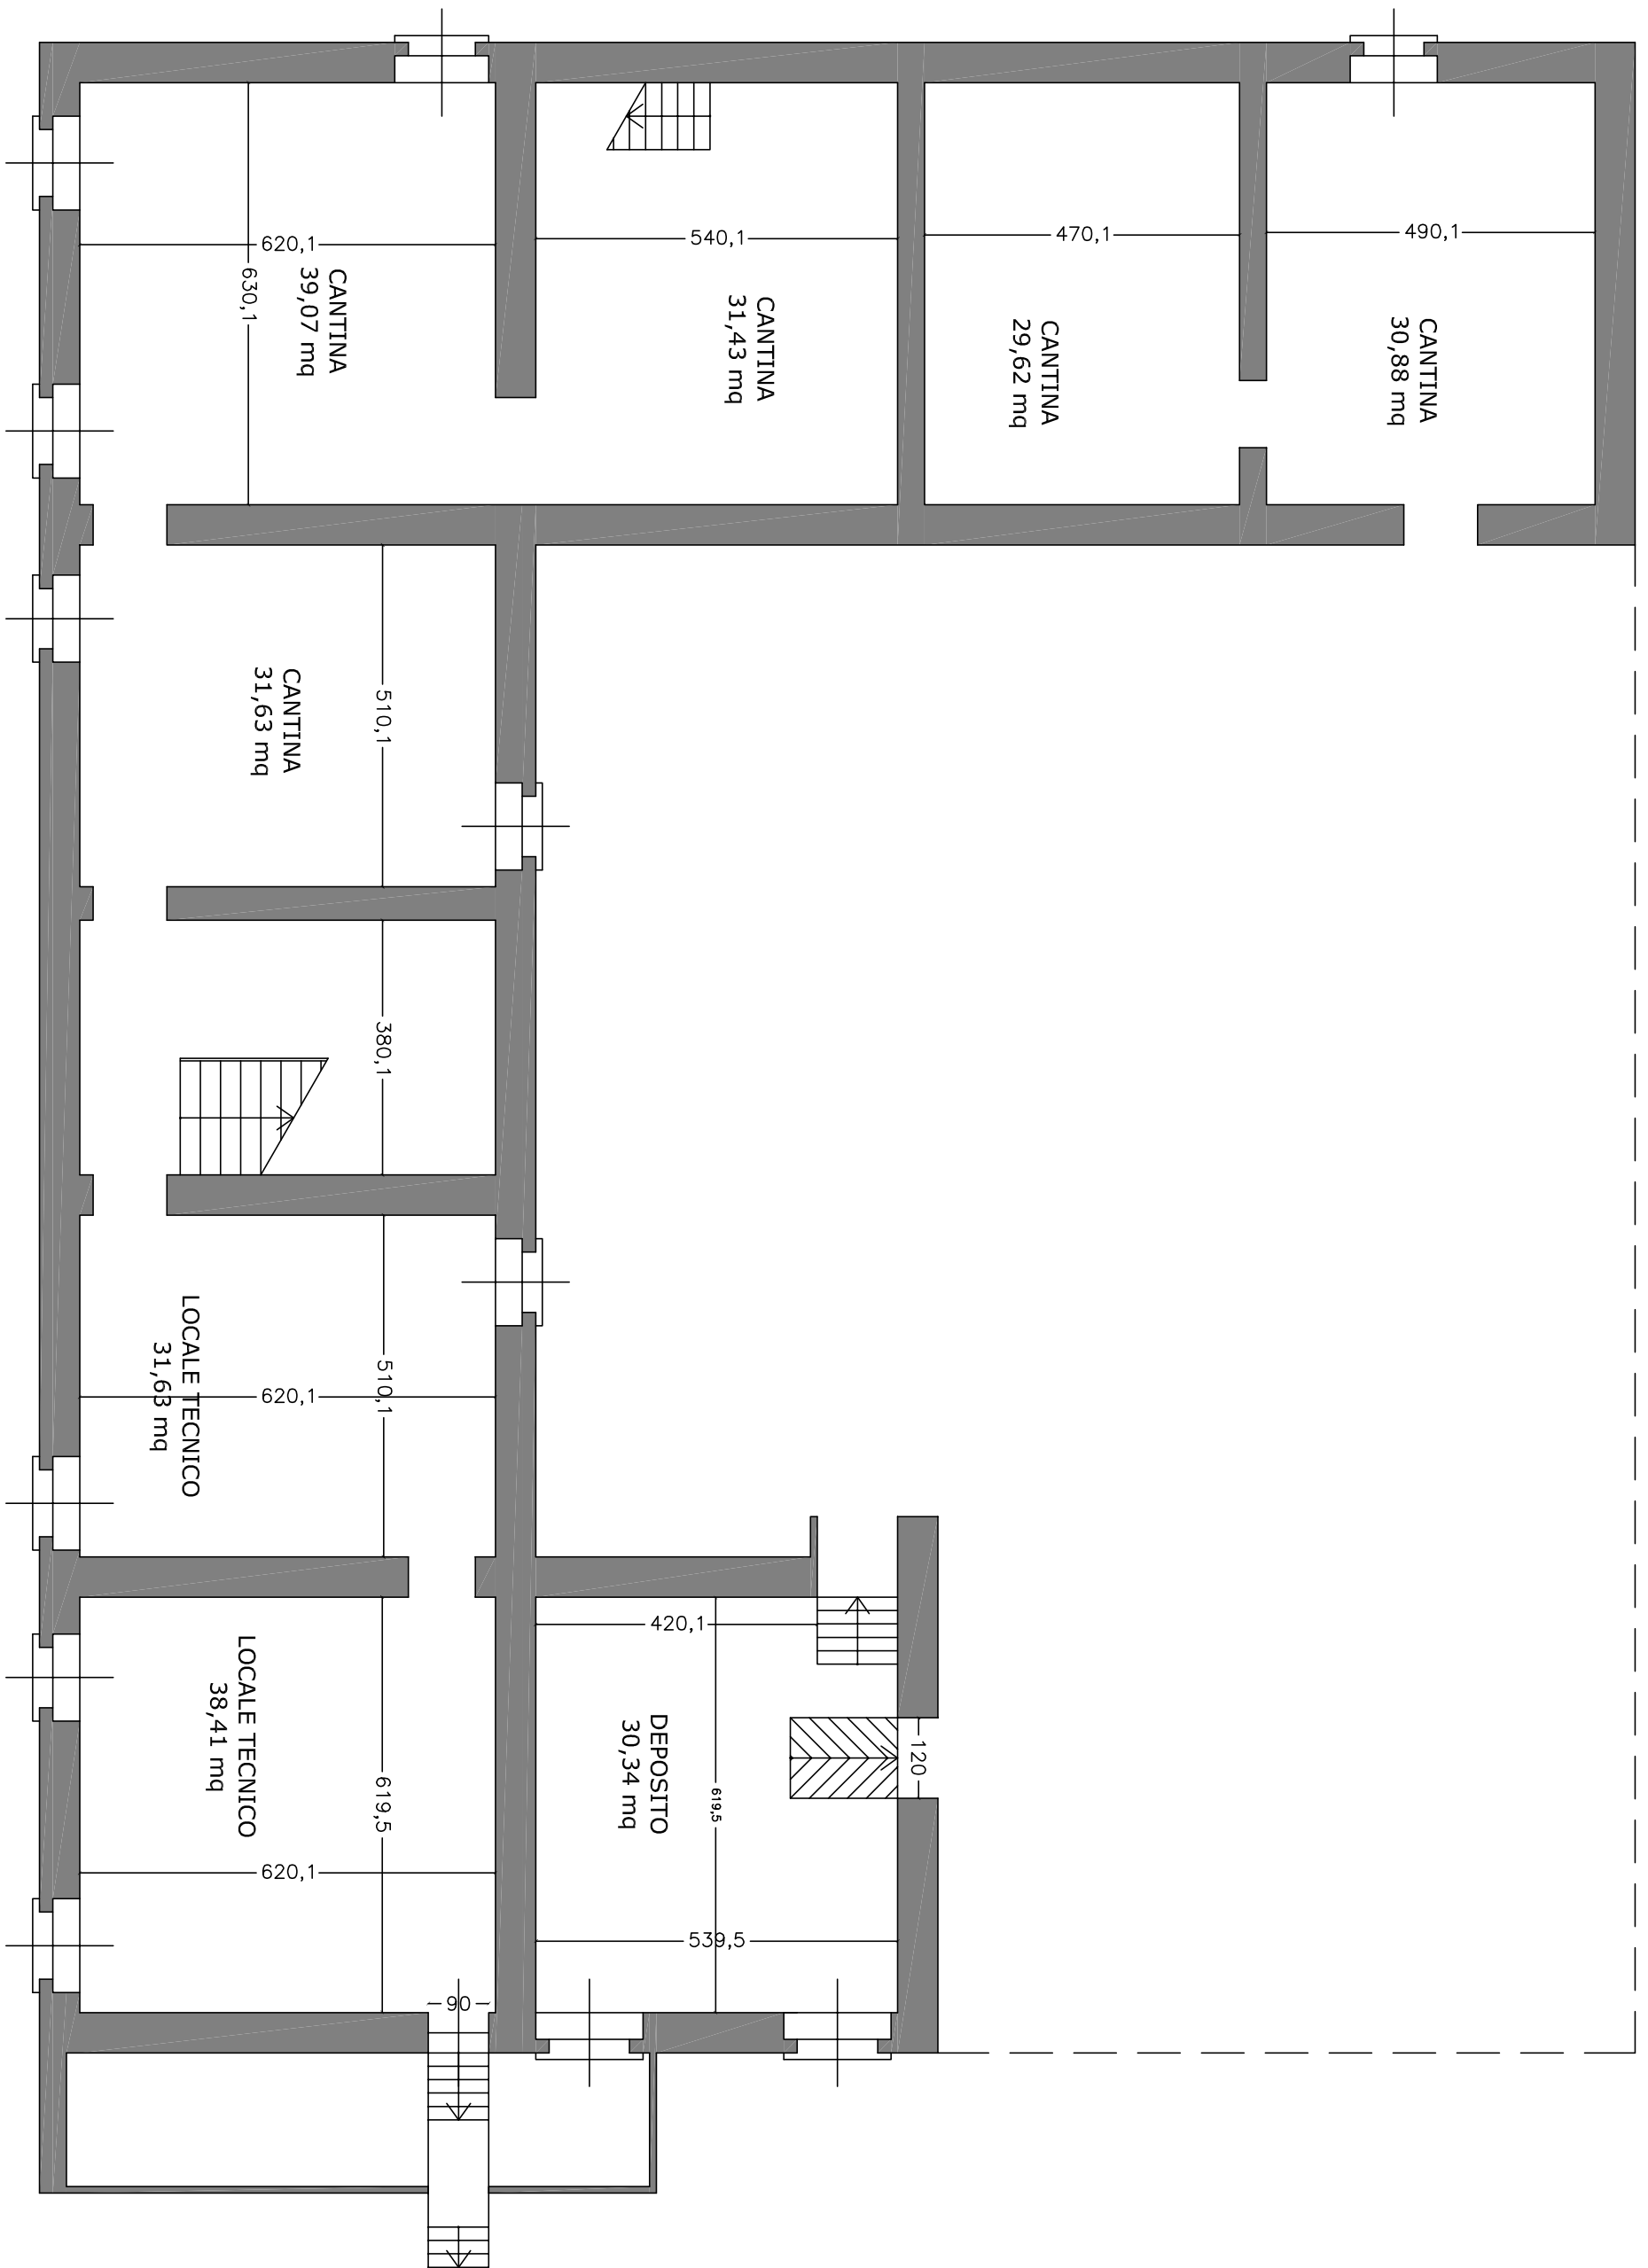 620,1
630,1
CANTINA
39,07 mq
540,1
CANTINA
31,43 mq
470,1
CANTINA
29,62 mq
490,1
CANTINA
30,88 mq
510,1
CANTINA
31,63 mq
380,1
510,1
620,1
LOCALE TECNICO
31,63 mq
420,1
619,5
DEPOSITO
30,34 mq
120
539,5
LOCALE TECNICO
38,41 mq
619,5
620,1
90